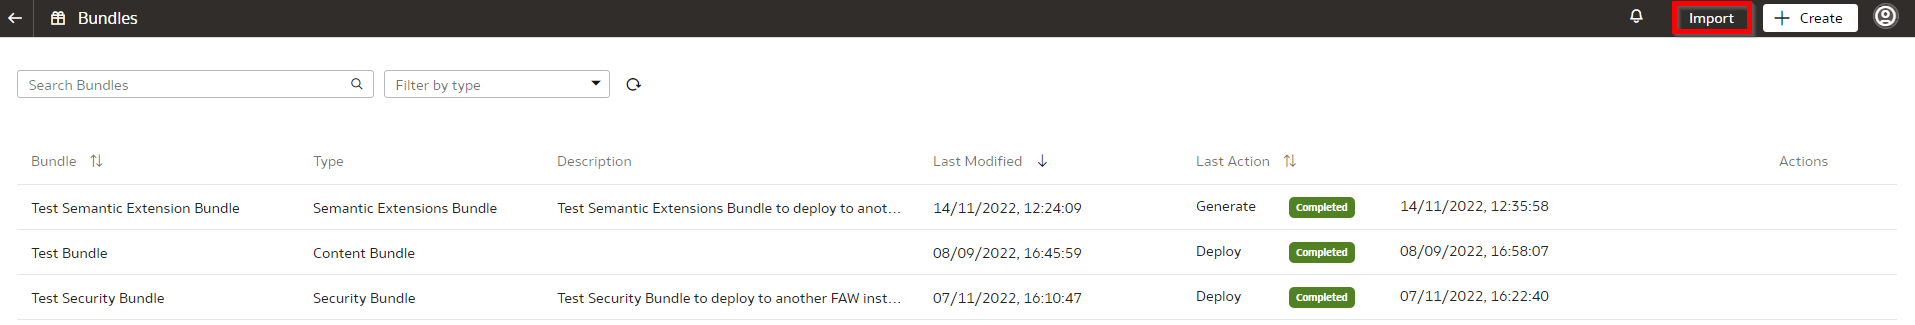 Bundles Import Create
Search Bundles Filter by type
Bundle Type Description Last Modified Last Action Actions
Test Semantic Extension Bundle Semantic Extensions Bundle Test Semantic Extensions Bundle to deploy to anot... 14/11/2022, 12:24:09 Generate Completed 14/11/2022, 12:35:58
Test Bundle Content Bundle 08/09/2022, 16:45:59 Deploy Completed 08/09/2022, 16:58:07
Test Security Bundle Security Bundle Test Security Bundle to deploy to another FAW inst... 07/11/2022, 16:10:47 Deploy Completed 07/11/2022, 16:22:40